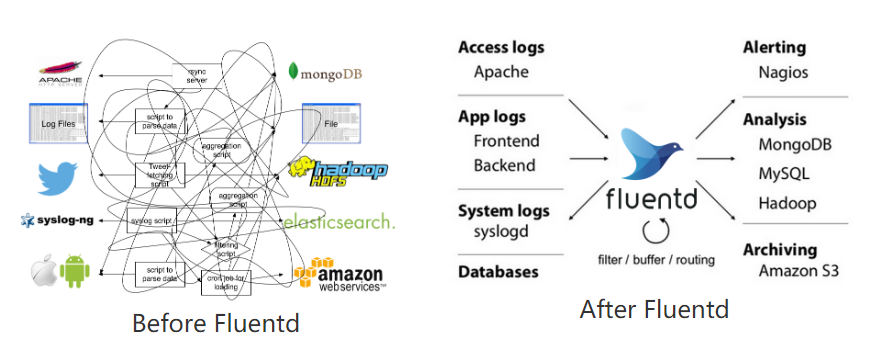 APACHE
HTTP SERVER
rsync
server
mongoDB
Log Files
script to
parse data
File
aggregation
script
Tweet-
fetching
script
hadoop
HDFS
aggregation
script
syslog-ng
syslog script
elasticsearch.
filtering
script
script to
parse data
cron job for
loading
amazon
webservices™
Before Fluentd
Access logs
Apache
App logs
Frontend
Backend
System logs
syslogd
Databases
fluentd
filter / buffer / routing
Alerting
Nagios
Analysis
MongoDB
MySQL
Hadoop
Archiving
Amazon S3
After Fluentd